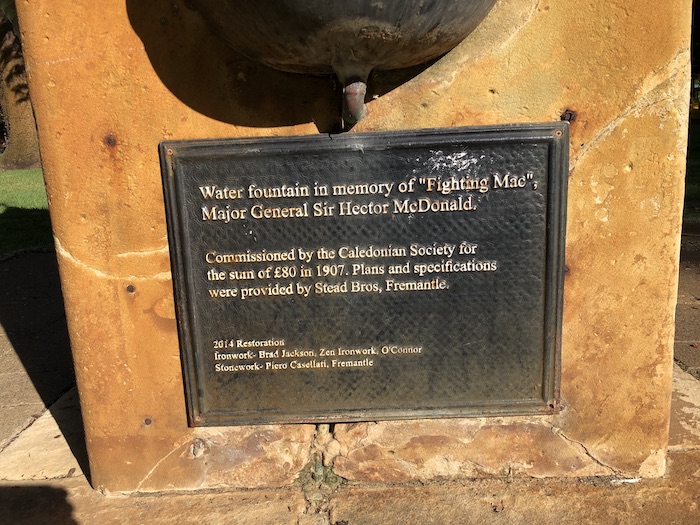 Water fountain in memory of "Fighting Mac",
Major General Sir Hector McDonald.
Commissioned by the Caledonian Society for
the sum of £80 in 1907. Plans and specifications
were provided by Stead Bros, Fremantle.
2014 Restoration
Ironwork- Brad Jackson, Zen Ironwork, O'Connor
Stonework- Piero Casellati, Fremantle